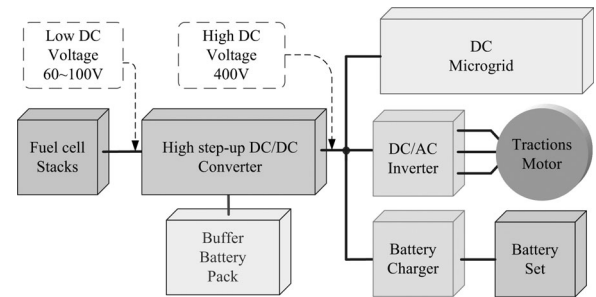 Low DC
Voltage
60~100V
High DC
Voltage
400V
DC
Microgrid
Fuel cell
Stacks
High step-up DC/DC
Converter
DC/AC
Inverter
Tractions
Motor
Buffer
Battery
Pack
Battery
Charger
Battery
Set